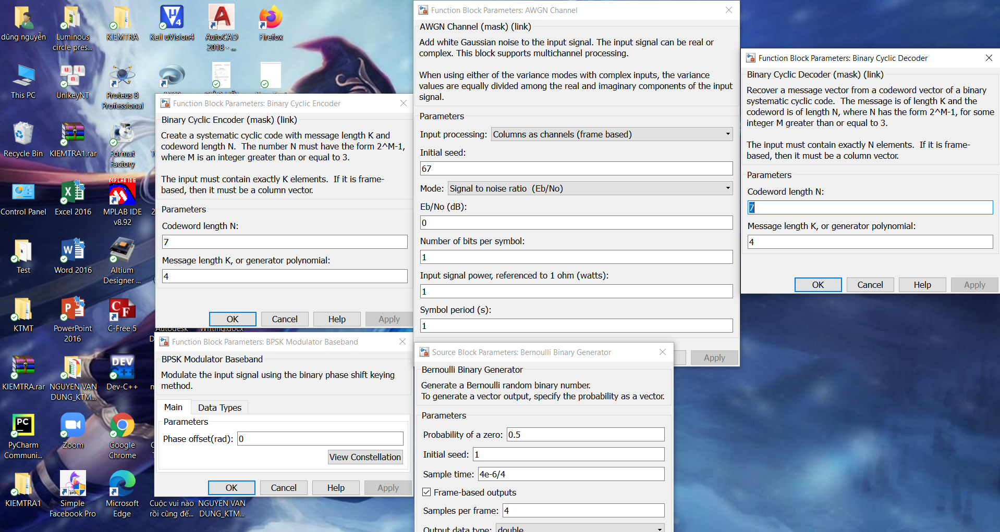 dũng nguyễn
Luminous
circle pres...
KIEMTRA
Keil uVision4
AutoCAD
2018 - ...
Firefox
This PC
UnikeyNT
Proteus 8
Professional
Recycle Bin
KIEMTRA1.rar
Format
Factory
Control Panel
Excel 2016
MPLAB IDE
v8.92
Test
Word 2016
Altium
Designer ...
KTMT
PowerPoint
2016
C-Free 5
KIEMTRA.rar
NGUYEN VAN
DUNG_KTM...
Dev-C++
PyCharm
Communi...
Zoom
Google
Chrome
KIEMTRA1
Simple
Facebook Pro
Microsoft
Edge
Cuộc vui nào
rồi cũng đế...
NGUYEN VAN
DUNG_KTM...
Function Block Parameters: Binary Cyclic Encoder
Binary Cyclic Encoder (mask) (link)
Create a systematic cyclic code with message length K and
codeword length N.  The number N must have the form 2^M-1,
where M is an integer greater than or equal to 3.
The input must contain exactly K elements.  If it is frame-
based, then it must be a column vector.
Parameters
Codeword length N:
7
Message length K, or generator polynomial:
4
OK
Cancel
Help
Apply
Function Block Parameters: BPSK Modulator Baseband
BPSK Modulator Baseband
Modulate the input signal using the binary phase shift keying
method.
Main
Data Types
Parameters
Phase offset(rad): 0
View Constellation
OK
Cancel
Help
Apply
Function Block Parameters: AWGN Channel
AWGN Channel (mask) (link)
Add white Gaussian noise to the input signal. The input signal can be real or
complex. This block supports multichannel processing.
When using either of the variance modes with complex inputs, the variance
values are equally divided among the real and imaginary components of the input
signal.
Parameters
Input processing: Columns as channels (frame based)
Initial seed:
67
Mode: Signal to noise ratio  (Eb/No)
Eb/No (dB):
0
Number of bits per symbol:
1
Input signal power, referenced to 1 ohm (watts):
1
Symbol period (s):
1
Apply
Source Block Parameters: Bernoulli Binary Generator
Bernoulli Binary Generator
Generate a Bernoulli random binary number.
To generate a vector output, specify the probability as a vector.
Parameters
Probability of a zero: 0.5
Initial seed: 1
Sample time: 4e-6/4
Frame-based outputs
Samples per frame: 4
Output data type: double
Function Block Parameters: Binary Cyclic Decoder
Binary Cyclic Decoder (mask) (link)
Recover a message vector from a codeword vector of a binary
systematic cyclic code.  The message is of length K and the
codeword is of length N, where N has the form 2^M-1, for some
integer M greater than or equal to 3.
The input must contain exactly N elements.  If it is frame-
based, then it must be a column vector.
Parameters
Codeword length N:
7
Message length K, or generator polynomial:
4
OK
Cancel
Help
Apply